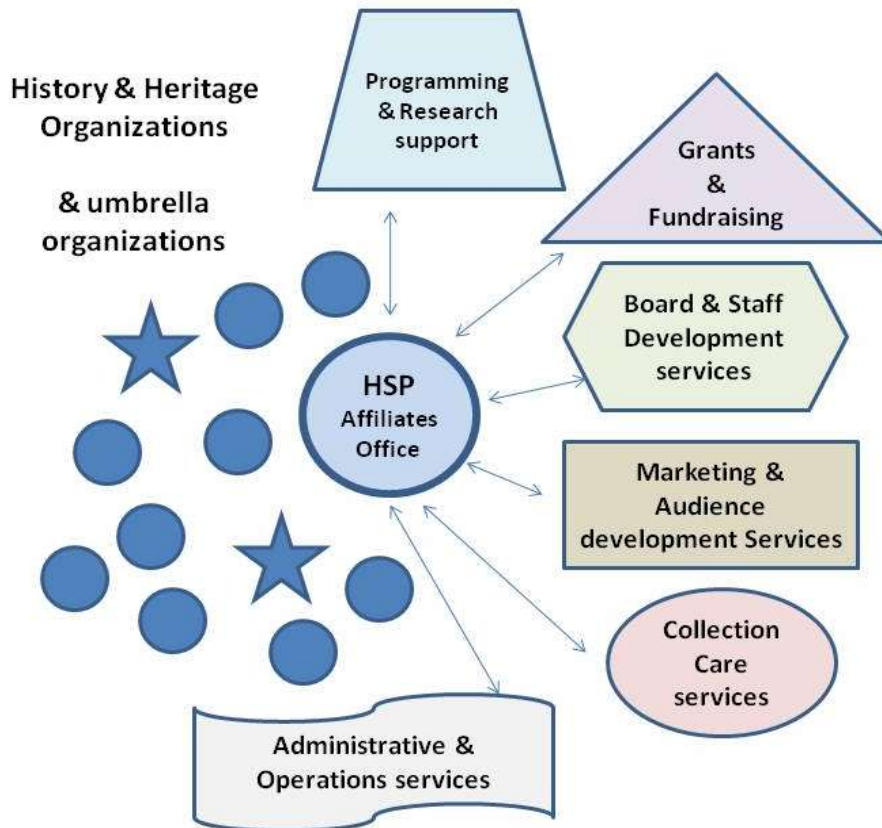 History & Heritage
Organizations
& umbrella
organizations
Programming
& Research
support
Grants
&
Fundraising
Board & Staff
Development
services
HSP
Affiliates
Office
Marketing &
Audience
development Services
Collection
Care
services
Administrative &
Operations services